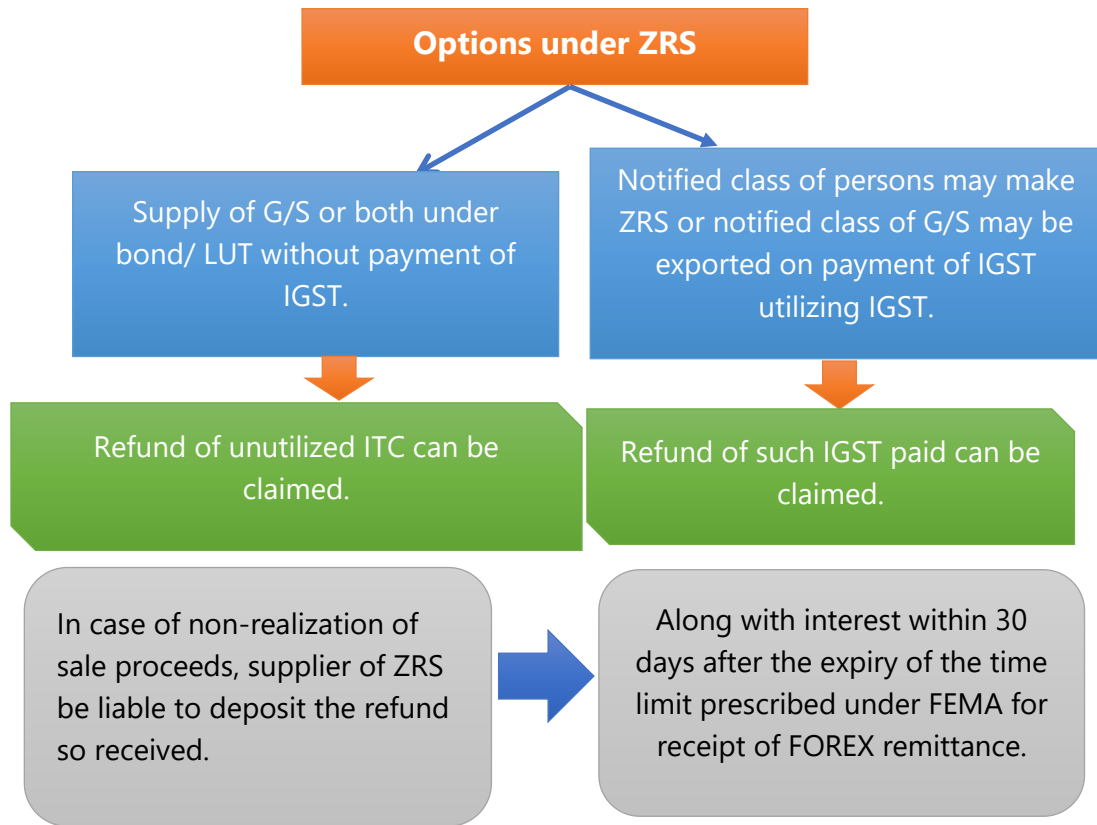 Options under ZRS
Supply of G/S or both under
bond/ LUT without payment of
IGST.
Notified class of persons may make
ZRS or notified class of G/S may be
exported on payment of IGST
utilizing IGST.
Refund of unutilized ITC can be
claimed.
Refund of such IGST paid can be
claimed.
In case of non-realization of
sale proceeds, supplier of ZRS
be liable to deposit the refund
so received.
Along with interest within 30
days after the expiry of the time
limit prescribed under FEMA for
receipt of FOREX remittance.